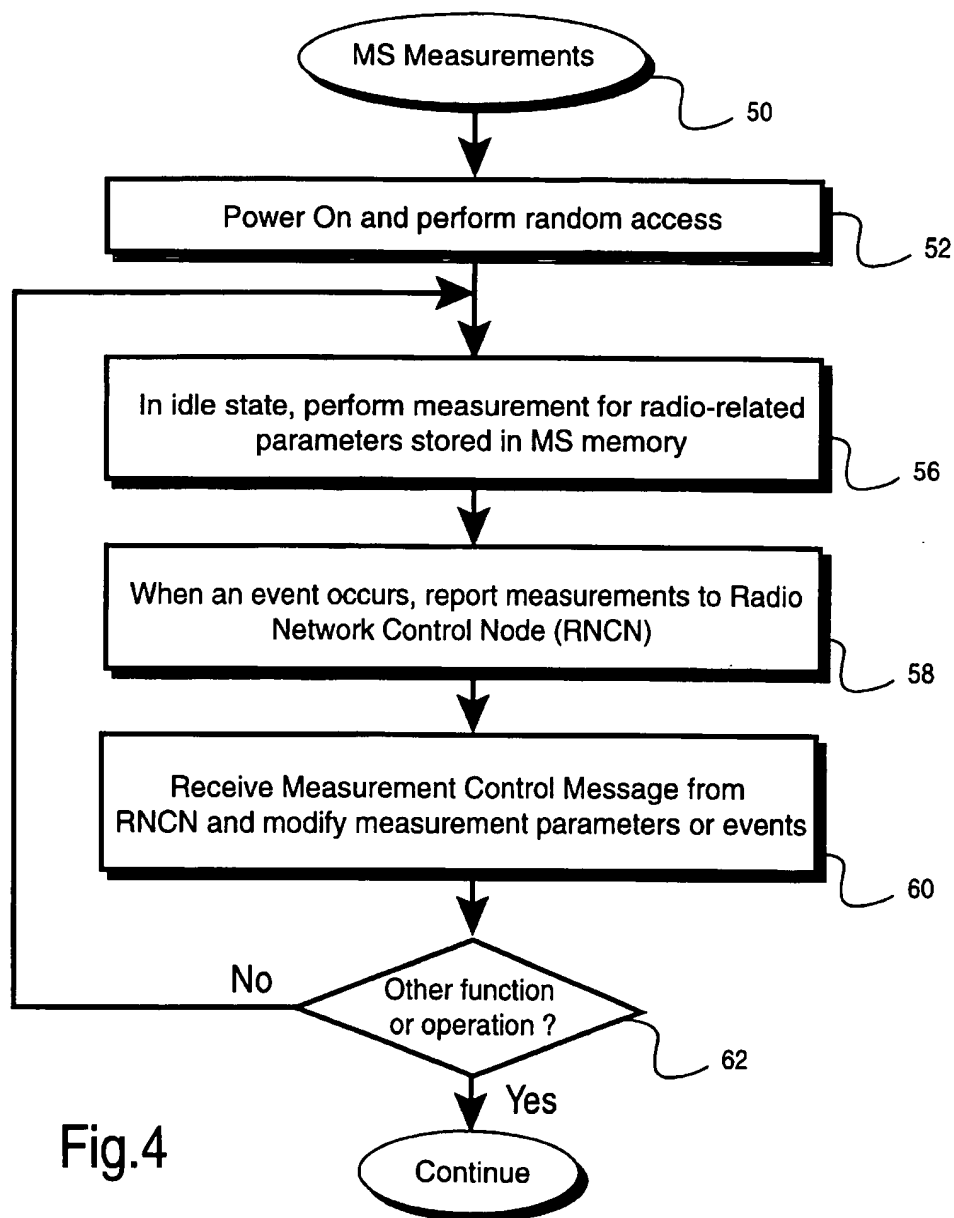 MS Measurements
50
Power On and perform random access
52
In idle state, perform measurement for radio-related
parameters stored in MS memory
56
When an event occurs, report measurements to Radio
Network Control Node (RNCN)
58
Receive Measurement Control Message from
RNCN and modify measurement parameters or events
60
No
Other function
or operation ?
62
Yes
Continue
Fig.4